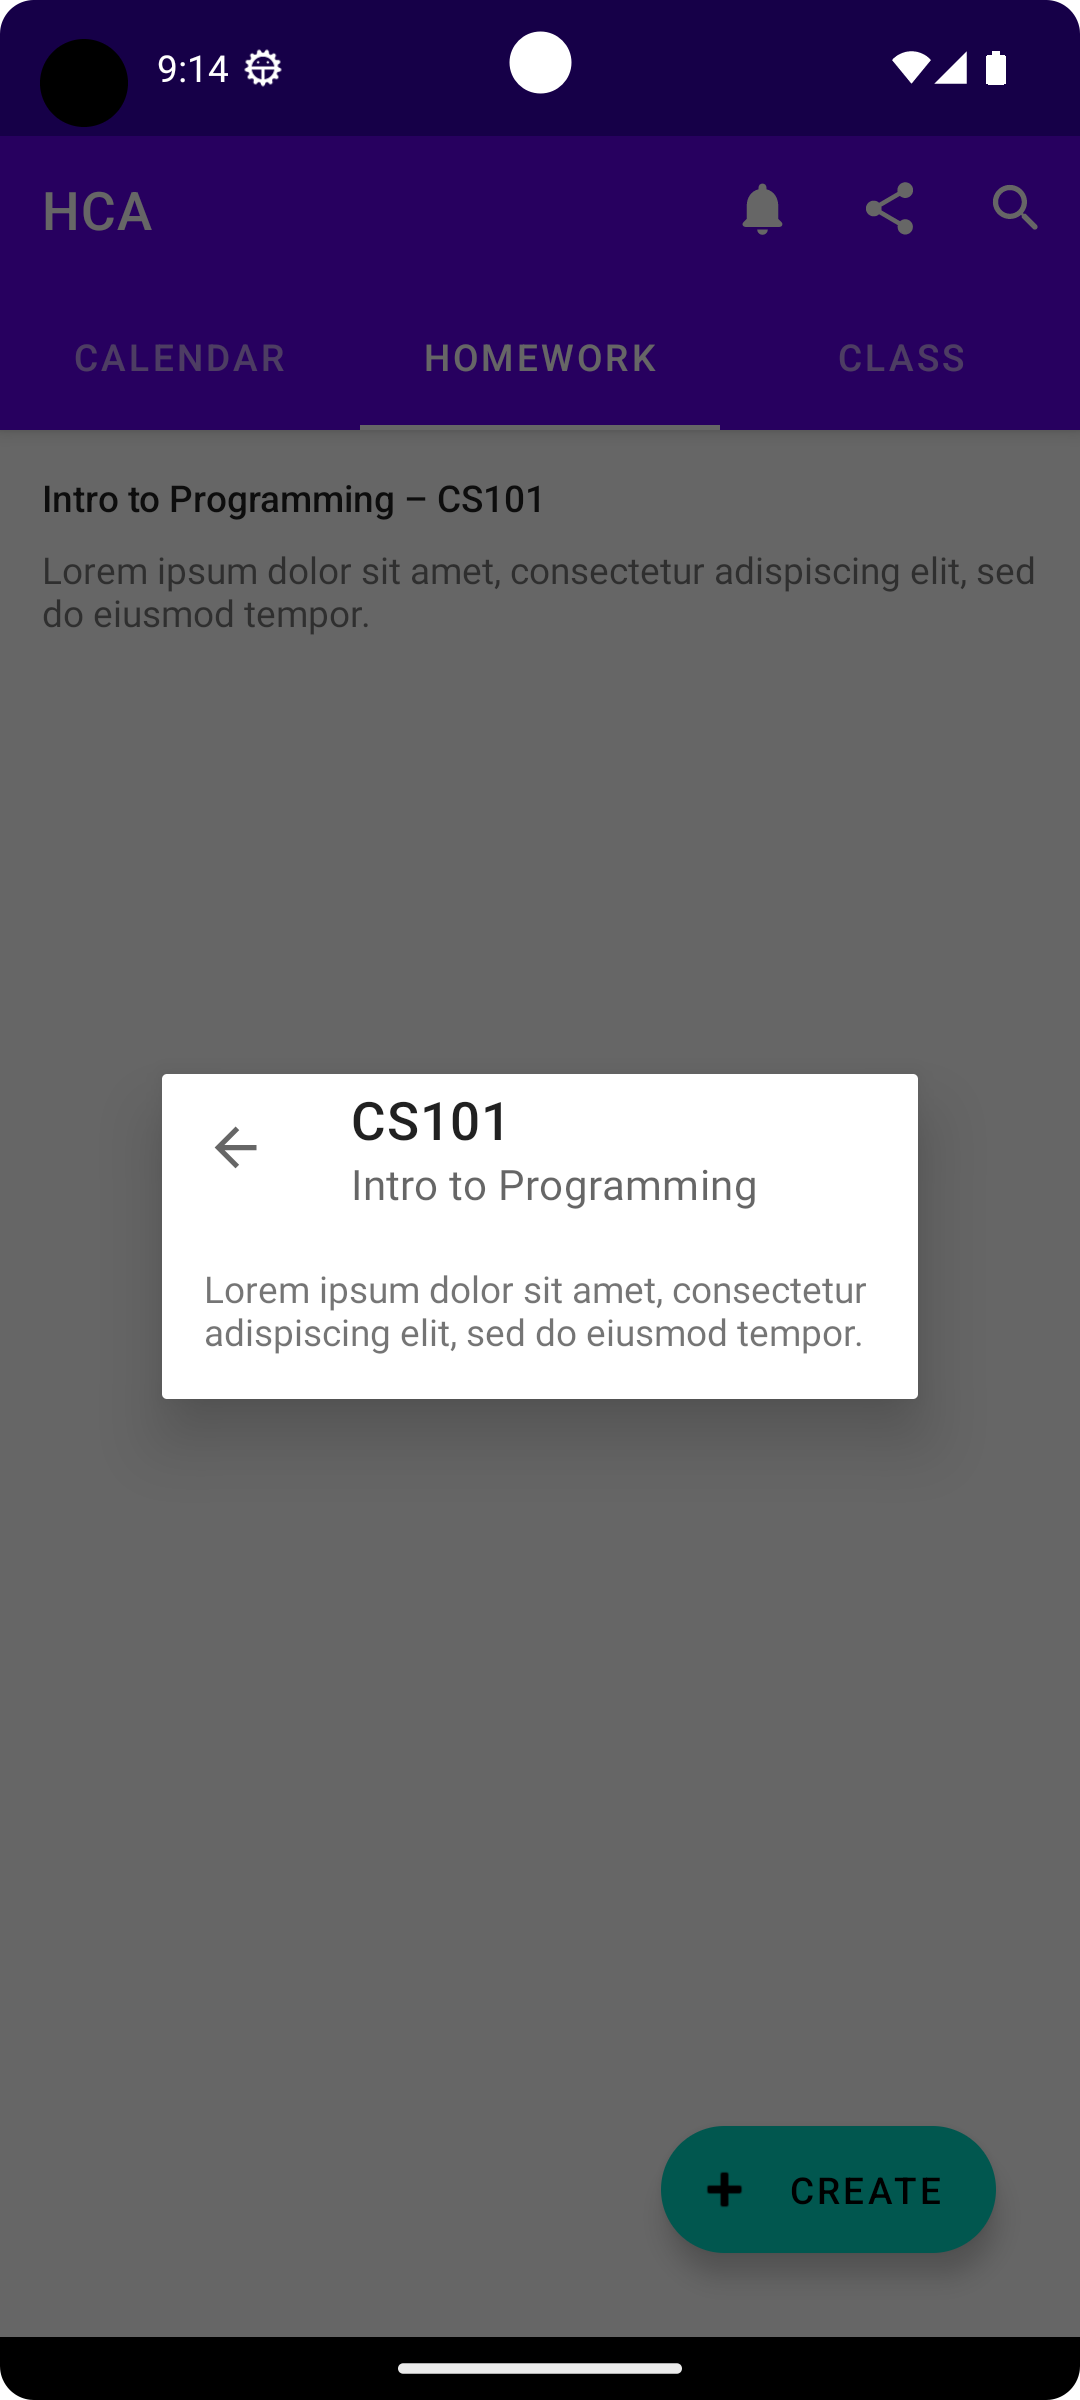 9:14
HCA
CALENDAR HOMEWORK CLASS
Intro to Programming – CS101
Lorem ipsum dolor sit amet, consectetur adispiscing elit, sed
do eiusmod tempor.
CS101
Intro to Programming
Lorem ipsum dolor sit amet, consectetur
adispiscing elit, sed do eiusmod tempor.
CREATE